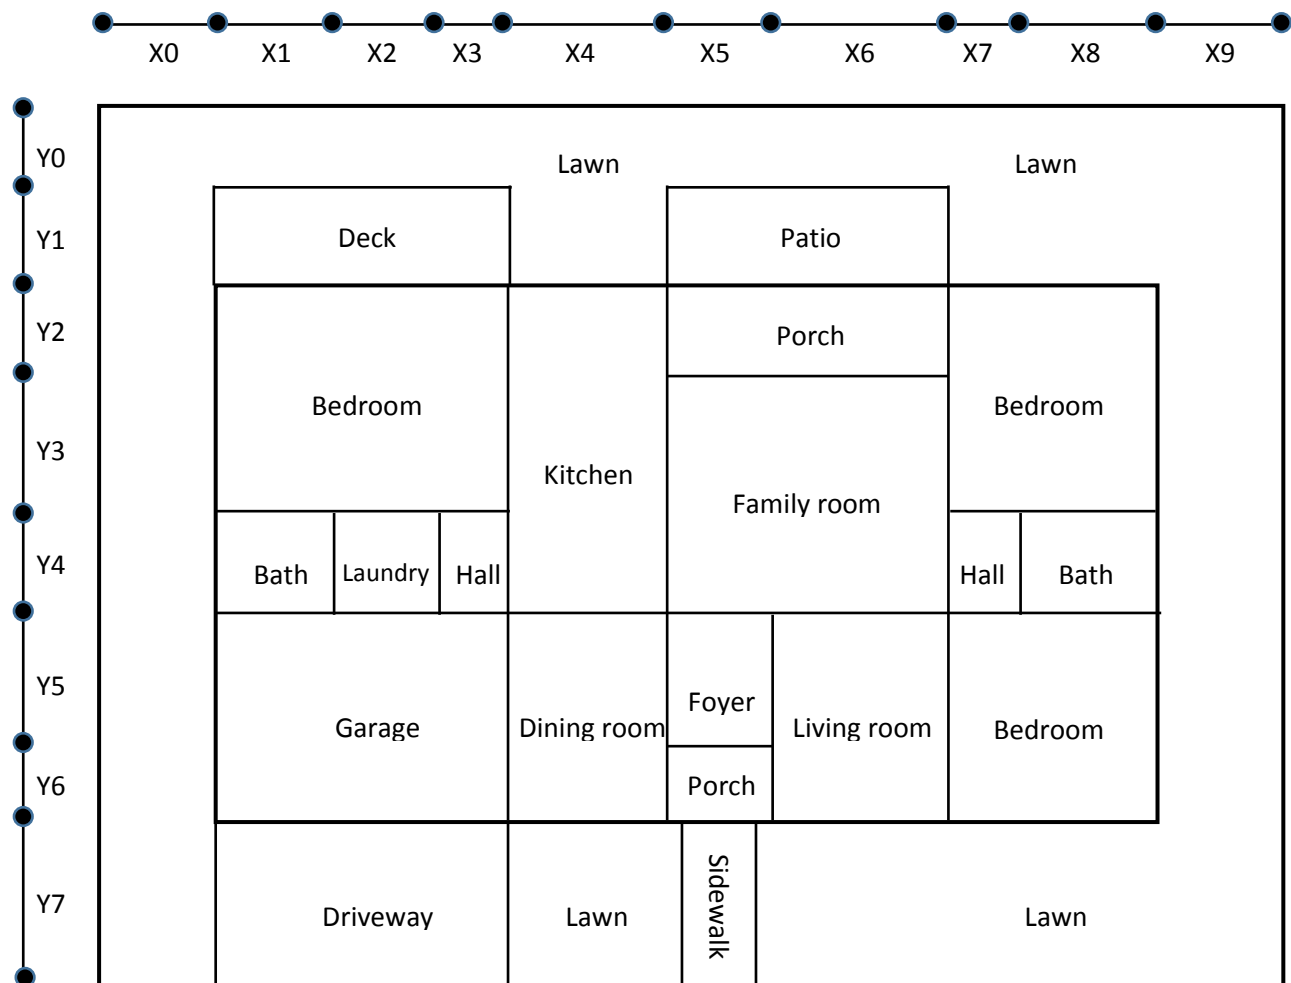 X0 X1 X2 X3 X4 X5 X6 X7 X8 X9
Y0
Lawn Lawn
Y1
Deck Patio
Y2
Porch
Bedroom Bedroom
Y3
Kitchen
Family room
Y4
Bath Laundry Hall Hall Bath
Y5
Foyer
Garage Dining room Living room Bedroom
Y6
Porch
Y7
Sidewalk
Driveway Lawn Lawn